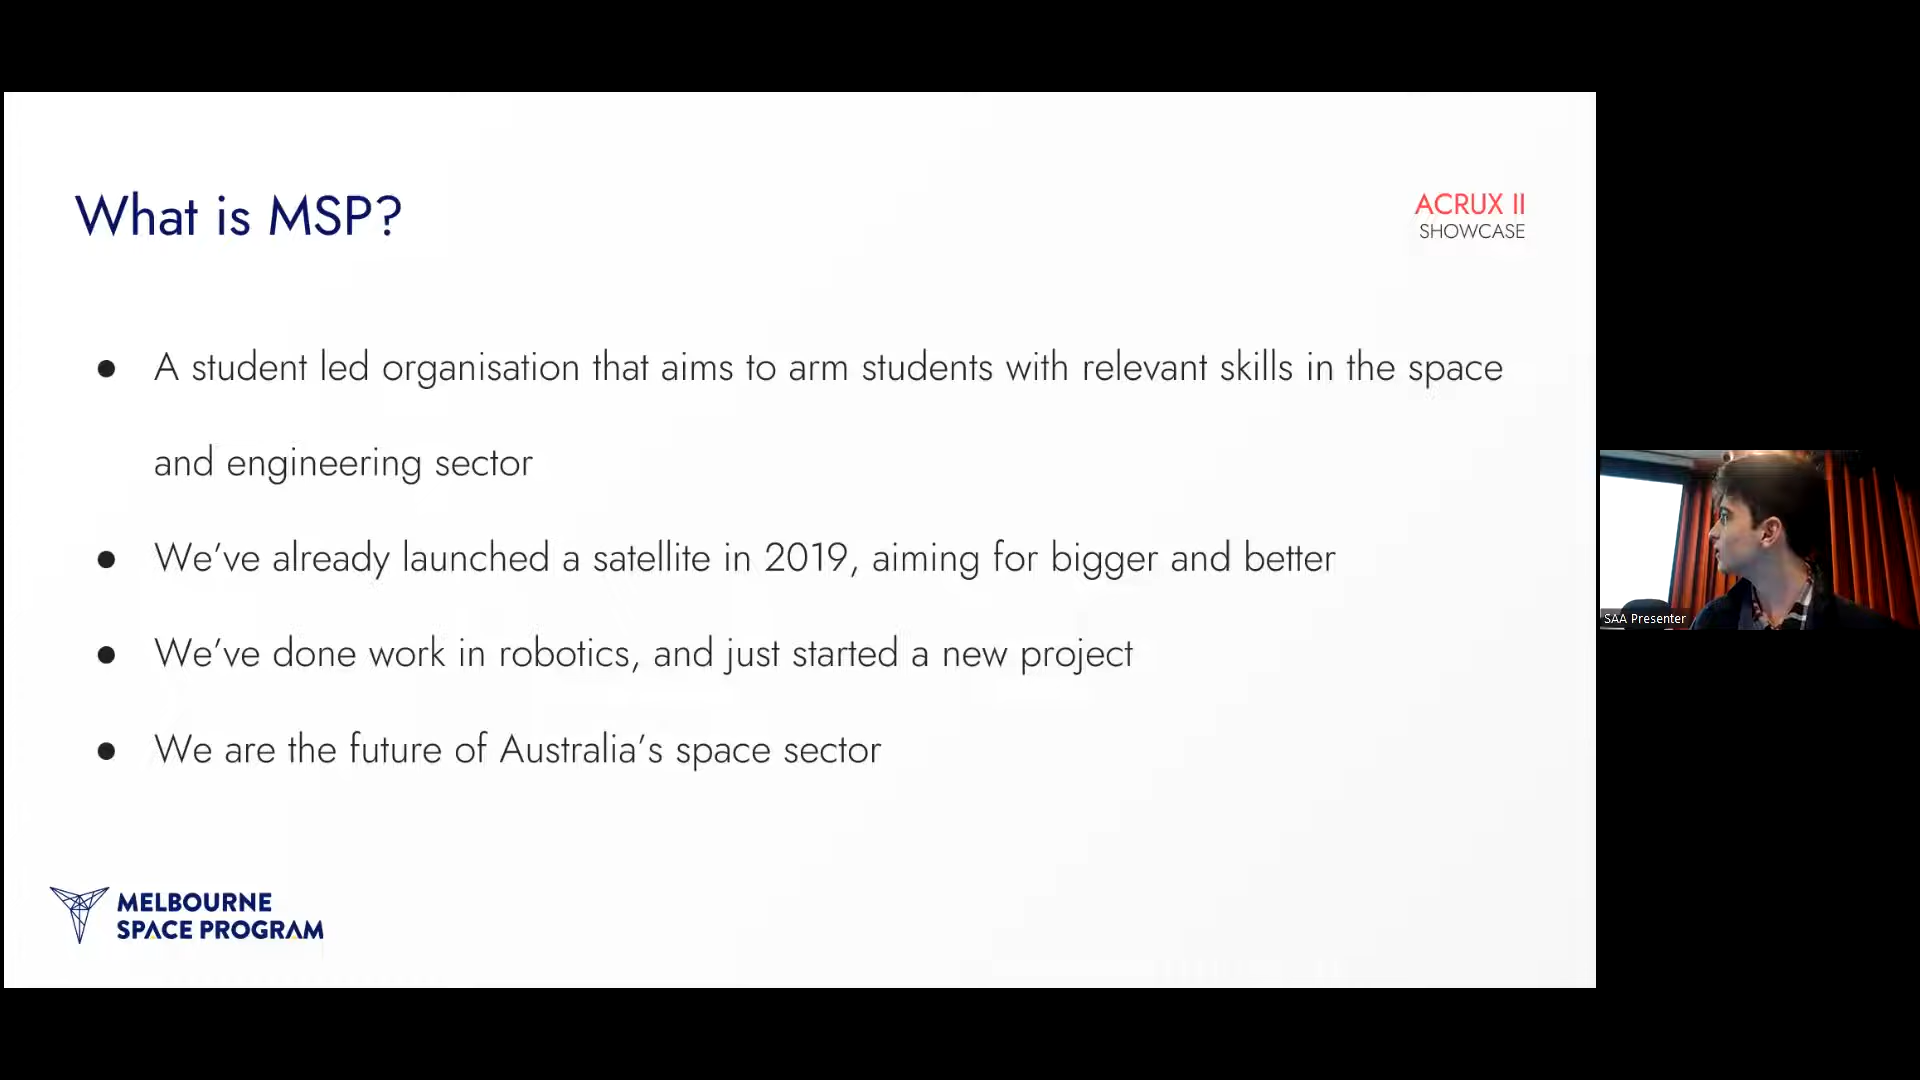 What is MSP?
ACRUX II
SHOWCASE
● A student led organisation that aims to arm students with relevant skills in the space
and engineering sector
● We’ve already launched a satellite in 2019, aiming for bigger and better
● We’ve done work in robotics, and just started a new project
● We are the future of Australia’s space sector
MELBOURNE
SPACE PROGRAM
SAA Presenter